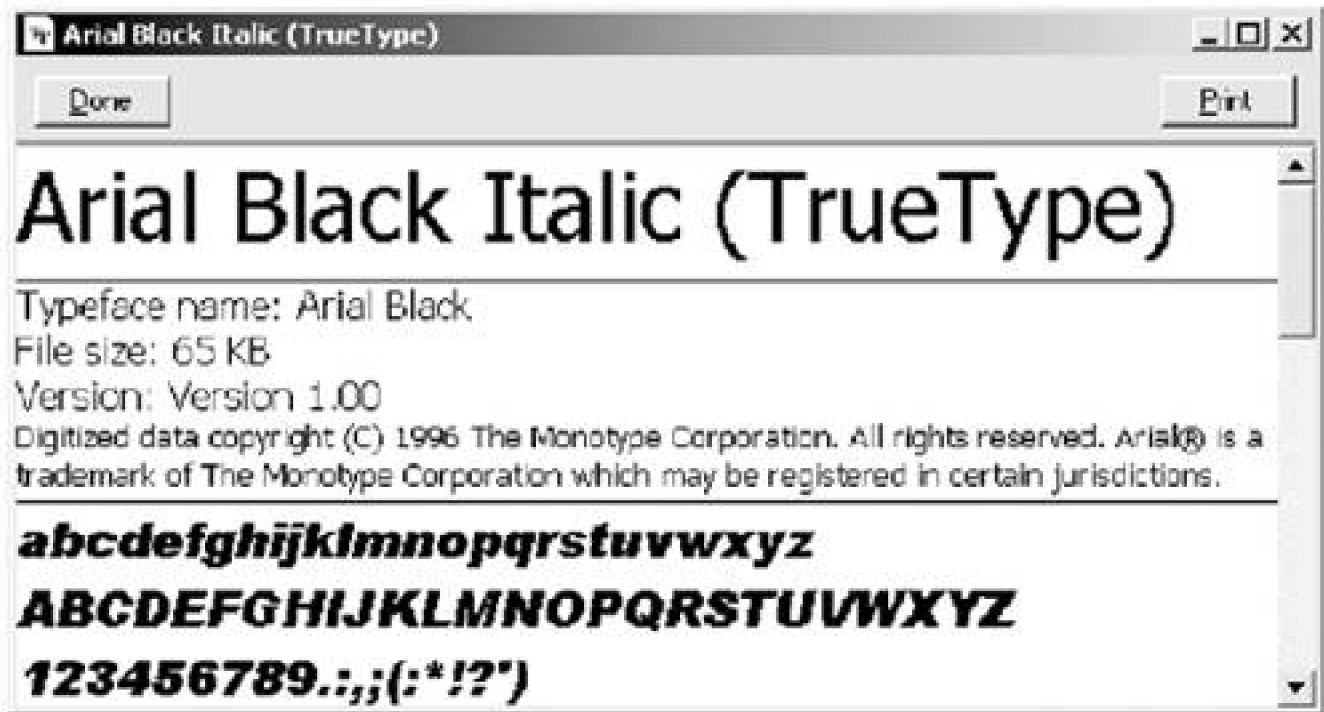 Arial Black Italic (TrueType)
Done
Print
Arial Black Italic (TrueType)
Typeface name: Arial Black
File size: 65 KB
Version: Version 1.00
Digitized data copyright (C) 1996 The Monotype Corporation. All rights reserved. Arial® is a
trademark of The Monotype Corporation which may be registered in certain jurisdictions.
abcdefghijklmnopqrstuvwxyz
ABCDEFGHIJKLMNOPQRSTUVWXYZ
123456789.:,;(:*!?')